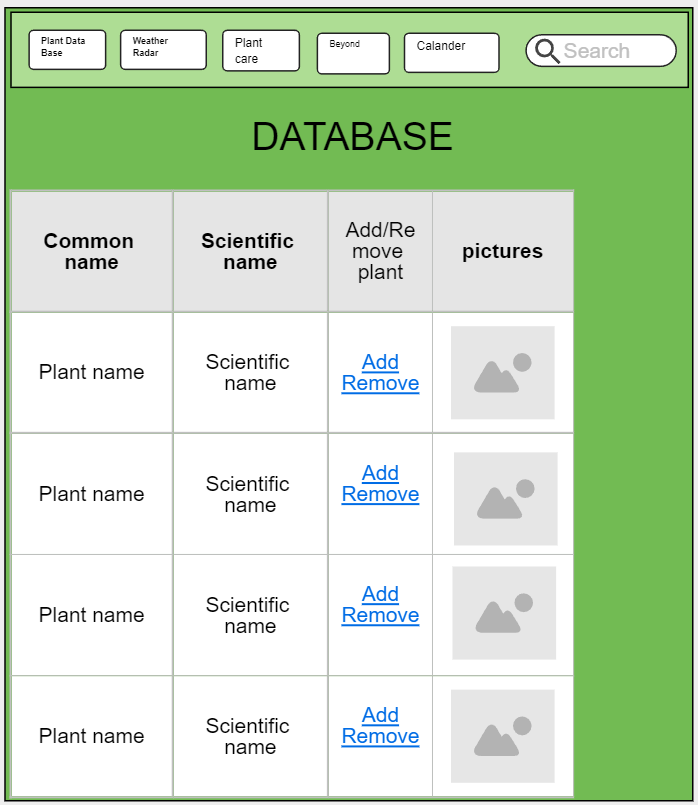 Plant Data
Base
Weather
Radar
Plant
care
Beyond
Calander
Search
DATABASE
Common
name
Scientific
name
Add/Re
move
plant
pictures
Plant name
Scientific
name
Add
Remove
Plant name
Scientific
name
Add
Remove
Plant name
Scientific
name
Add
Remove
Plant name
Scientific
name
Add
Remove